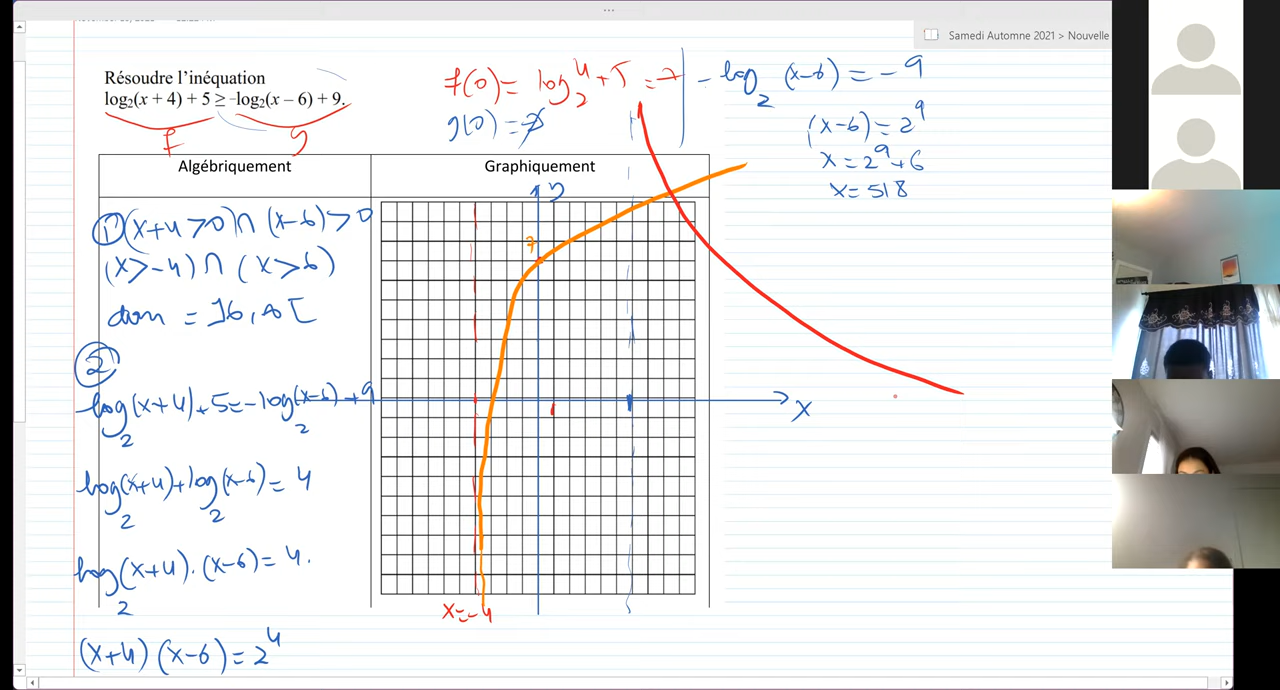 Samedi Automne 2021 > Nouvelle
Résoudre l'inéquation
log₂(x + 4) + 5 ≥ -log₂(x – 6) + 9.
f g
f(0) = log₂4 + 5 = 7
g(0) = ∄
- log₂ (x-6) = - 9
(x-6) = 2⁹
x = 2⁹ + 6
x = 518
Algébriquement
Graphiquement
① (x+4 > 0) ∩ (x-6) > 0
(x > -4) ∩ (x > 6)
dom = ]6, ∞[
②
log₂(x+4) + 5 = -log₂(x-6) + 9
log₂(x+4) + log₂(x-6) = 4
log₂(x+4) . (x-6) = 4.
(x+4) (x-6) = 2⁴
y
7
x
x = -4